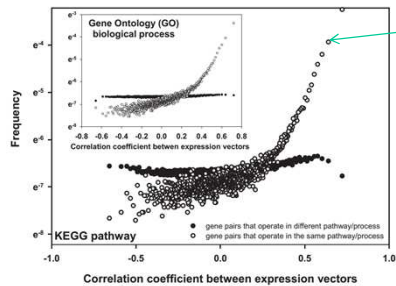 Gene Ontology (GO)
biological process
e⁻³
e⁻⁴
e⁻⁵
e⁻⁶
e⁻⁷
e⁻⁸
-0.8 -0.6 -0.4 -0.2 0.0 0.2 0.4 0.6 0.8
Correlation coefficient betwen expression vectors
Frequency
e⁻⁴
e⁻⁵
e⁻⁶
e⁻⁷
e⁻⁸
gene pairs that operate in different pathway/process
gene pairs that operate in the same pathway/process
KEGG pathway
-1.0 -0.5 0.0 0.5 1.0
Correlation coefficient between expression vectors